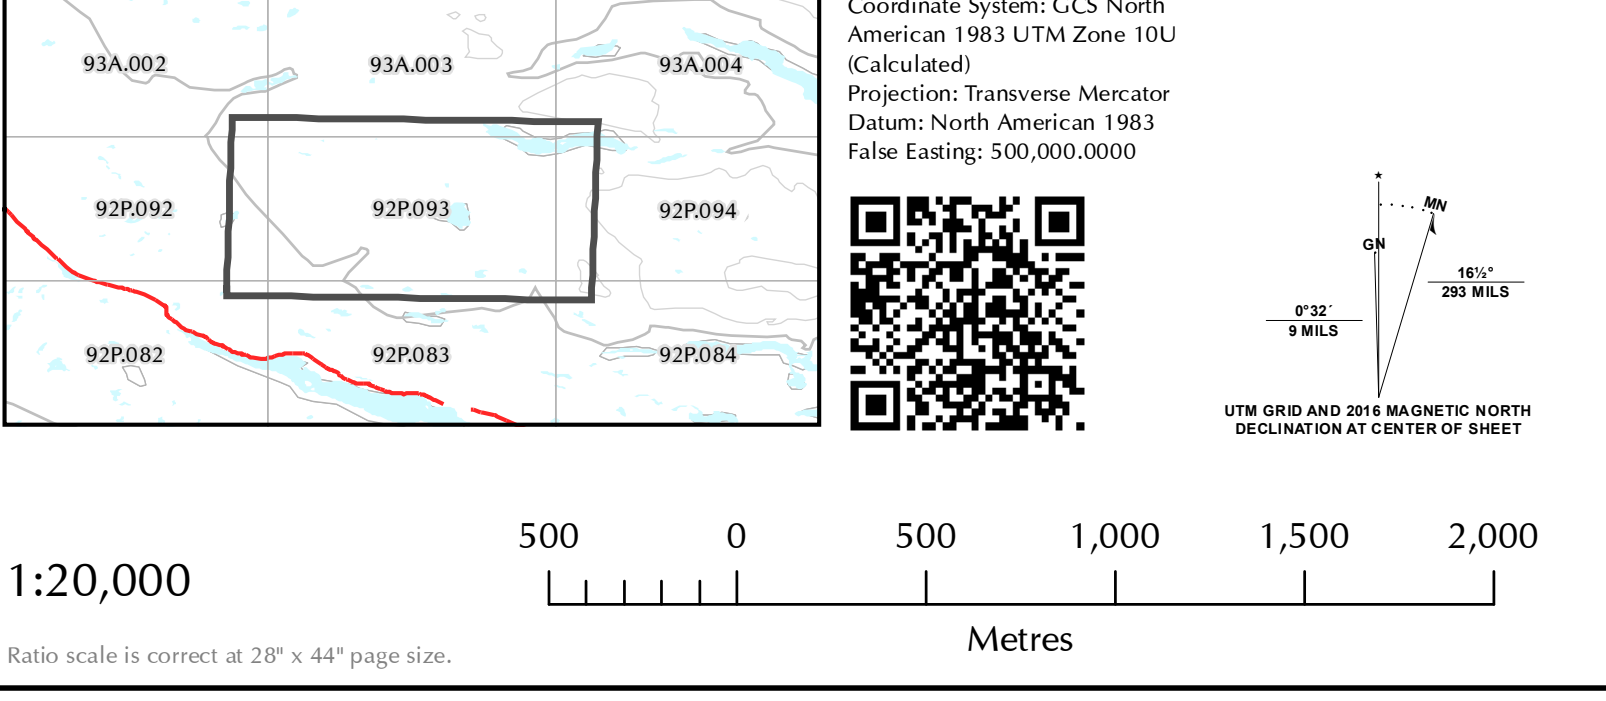 93A.002
93A.003
93A.004
92P.092
92P.093
92P.094
92P.082
92P.083
92P.084
Coordinate System: GCS North
American 1983 UTM Zone 10U
(Calculated)
Projection: Transverse Mercator
Datum: North American 1983
False Easting: 500,000.0000
MN
GN
16½°
293 MILS
0°32´
9 MILS
UTM GRID AND 2016 MAGNETIC NORTH
DECLINATION AT CENTER OF SHEET
1:20,000
Ratio scale is correct at 28" x 44" page size.
500 0 500 1,000 1,500 2,000
Metres